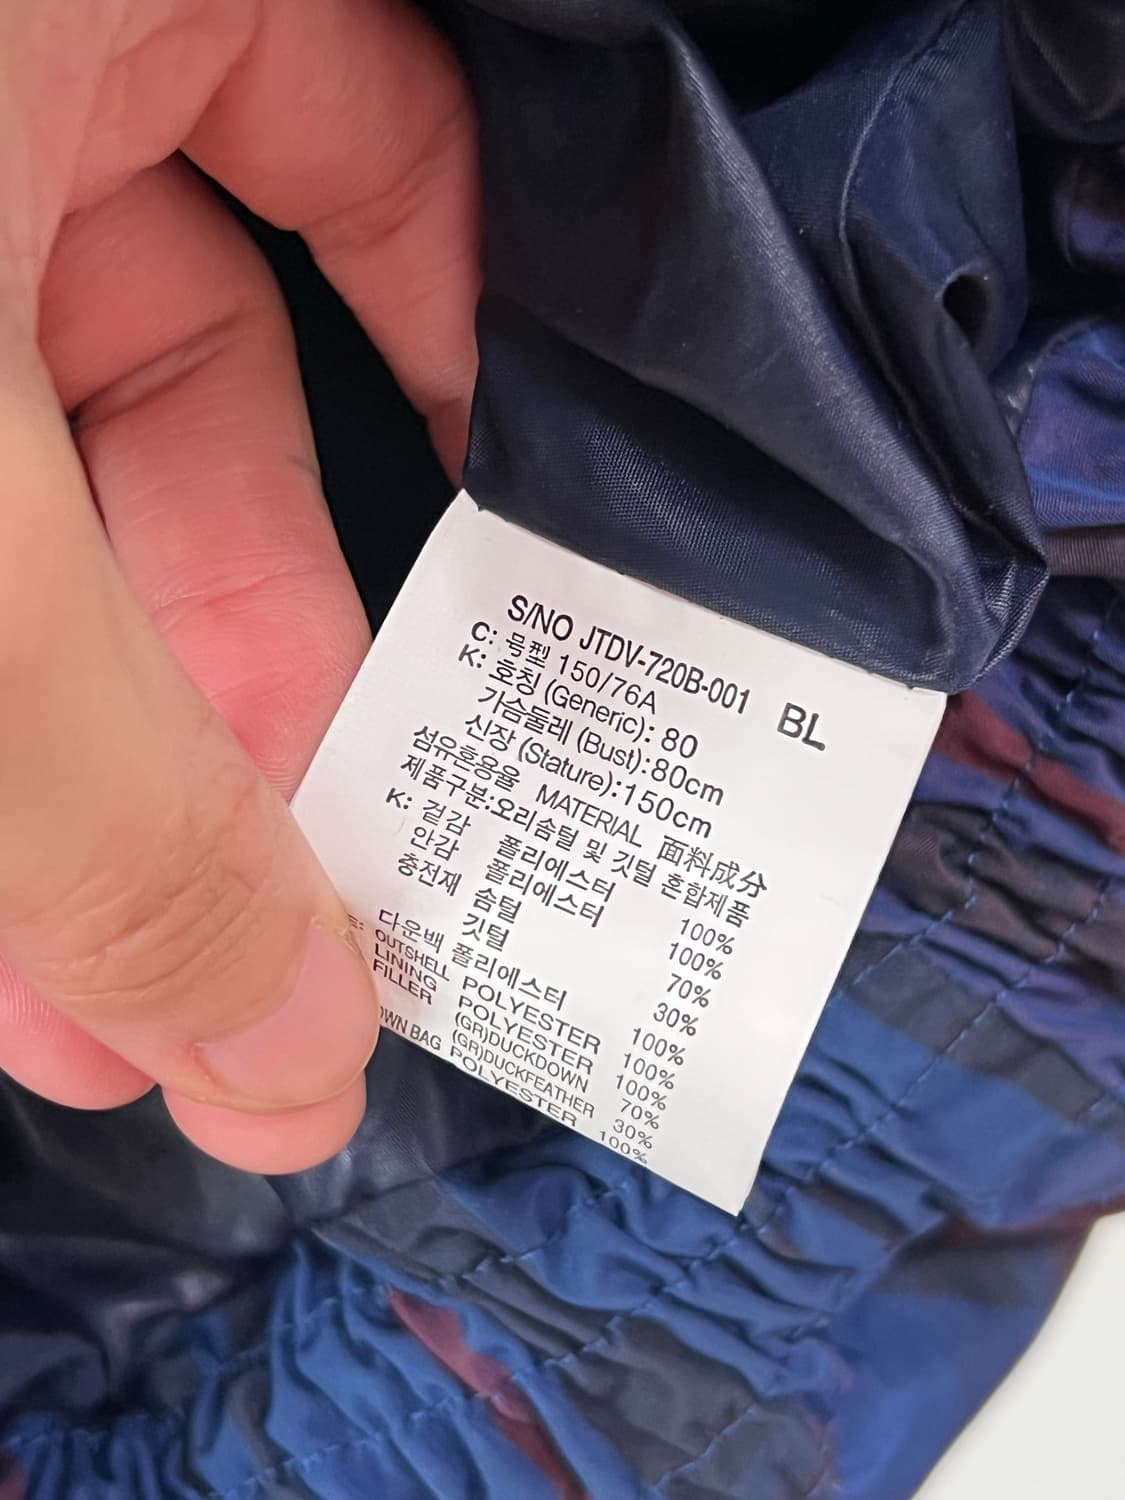 S/NO JTDV-720B-001 BL
C: 号型 150/76A
K: 호칭 (Generic): 80
가슴둘레 (Bust):80cm
신장 (Stature):150cm
섬유혼용율 MATERIAL 面料成分
제품구분:오리솜털 및 깃털 혼합제품
K: 겉감 폴리에스터 100%
안감 폴리에스터 100%
충전재 솜털 70%
깃털 30%
다운백 폴리에스터 100%
OUTSHELL POLYESTER 100%
LINING POLYESTER 100%
FILLER (GR)DUCKDOWN 70%
(GR)DUCKFEATHER 30%
OWN BAG POLYESTER 100%